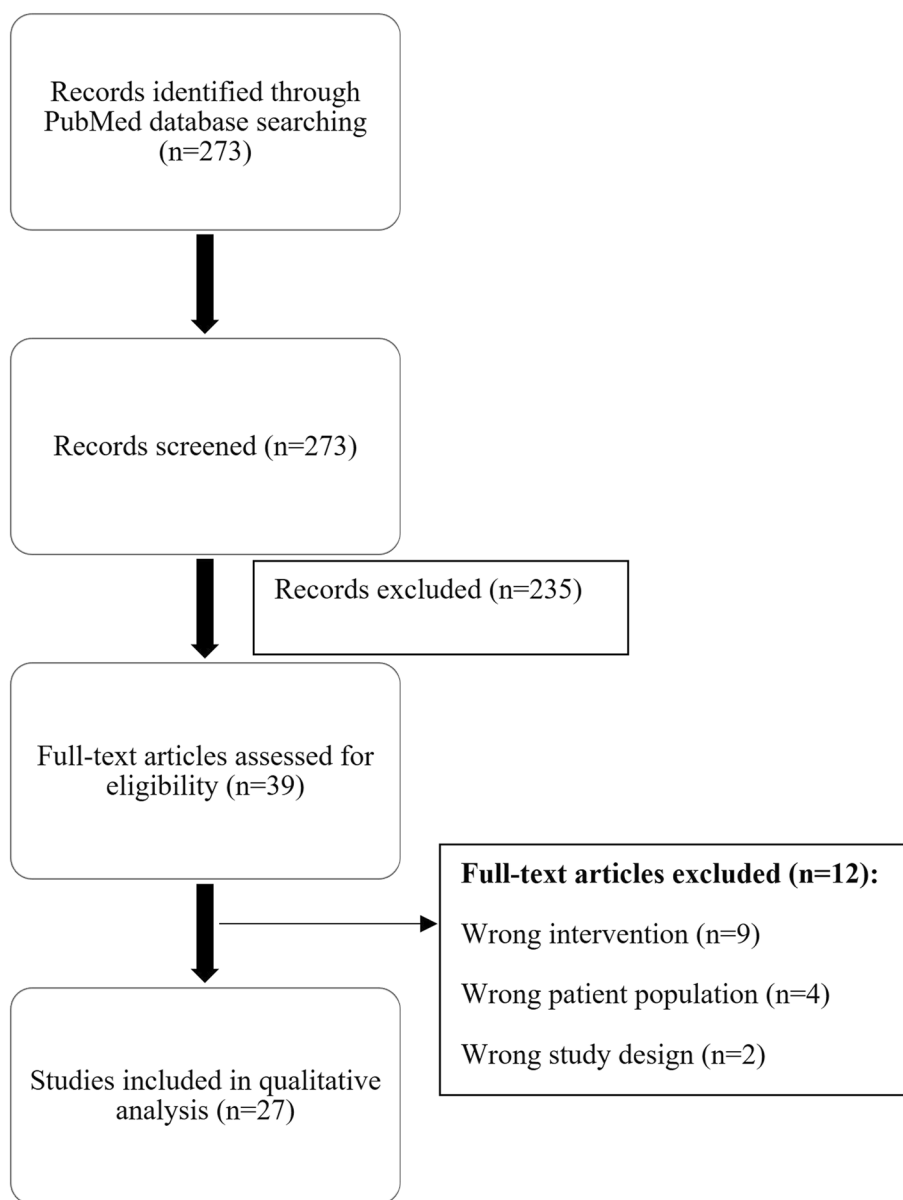 Records identified through
PubMed database searching
(n=273)
Records screened (n=273)
Records excluded (n=235)
Full-text articles assessed for
eligibility (n=39)
Full-text articles excluded (n=12):
Wrong intervention (n=9)
Wrong patient population (n=4)
Wrong study design (n=2)
Studies included in qualitative
analysis (n=27)